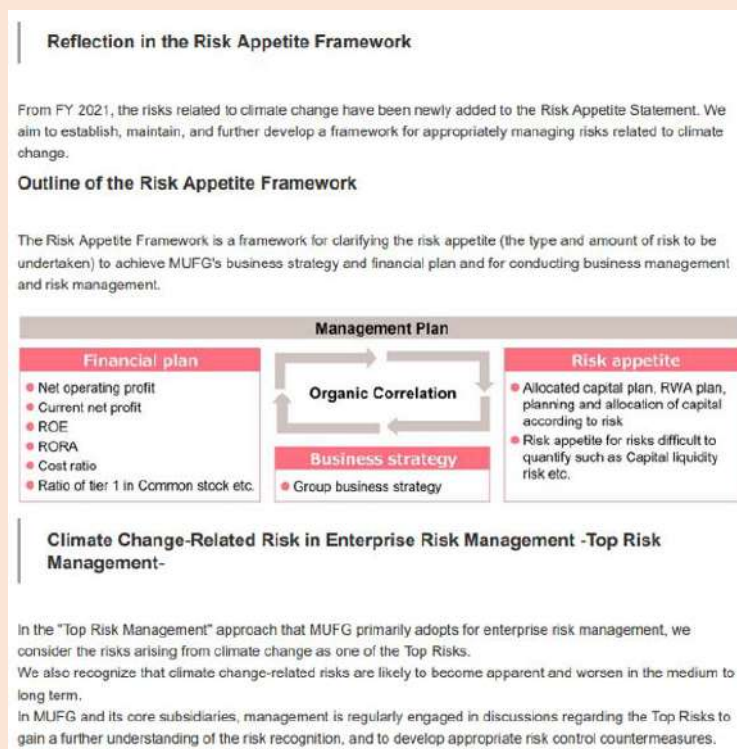 Reflection in the Risk Appetite Framework
From FY 2021, the risks related to climate change have been newly added to the Risk Appetite Statement. We
aim to establish, maintain, and further develop a framework for appropriately managing risks related to climate
change.
Outline of the Risk Appetite Framework
The Risk Appetite Framework is a framework for clarifying the risk appetite (the type and amount of risk to be
undertaken) to achieve MUFG's business strategy and financial plan and for conducting business management
and risk management.
Management Plan
Financial plan
● Net operating profit
● Current net profit
● ROE
● RORA
● Cost ratio
● Ratio of tier 1 in Common stock etc.
Organic Correlation
Business strategy
● Group business strategy
Risk appetite
● Allocated capital plan, RWA plan,
planning and allocation of capital
according to risk
● Risk appetite for risks difficult to
quantify such as Capital liquidity
risk etc.
Climate Change-Related Risk in Enterprise Risk Management -Top Risk
Management-
In the "Top Risk Management" approach that MUFG primarily adopts for enterprise risk management, we
consider the risks arising from climate change as one of the Top Risks.
We also recognize that climate change-related risks are likely to become apparent and worsen in the medium to
long term.
In MUFG and its core subsidiaries, management is regularly engaged in discussions regarding the Top Risks to
gain a further understanding of the risk recognition, and to develop appropriate risk control countermeasures.